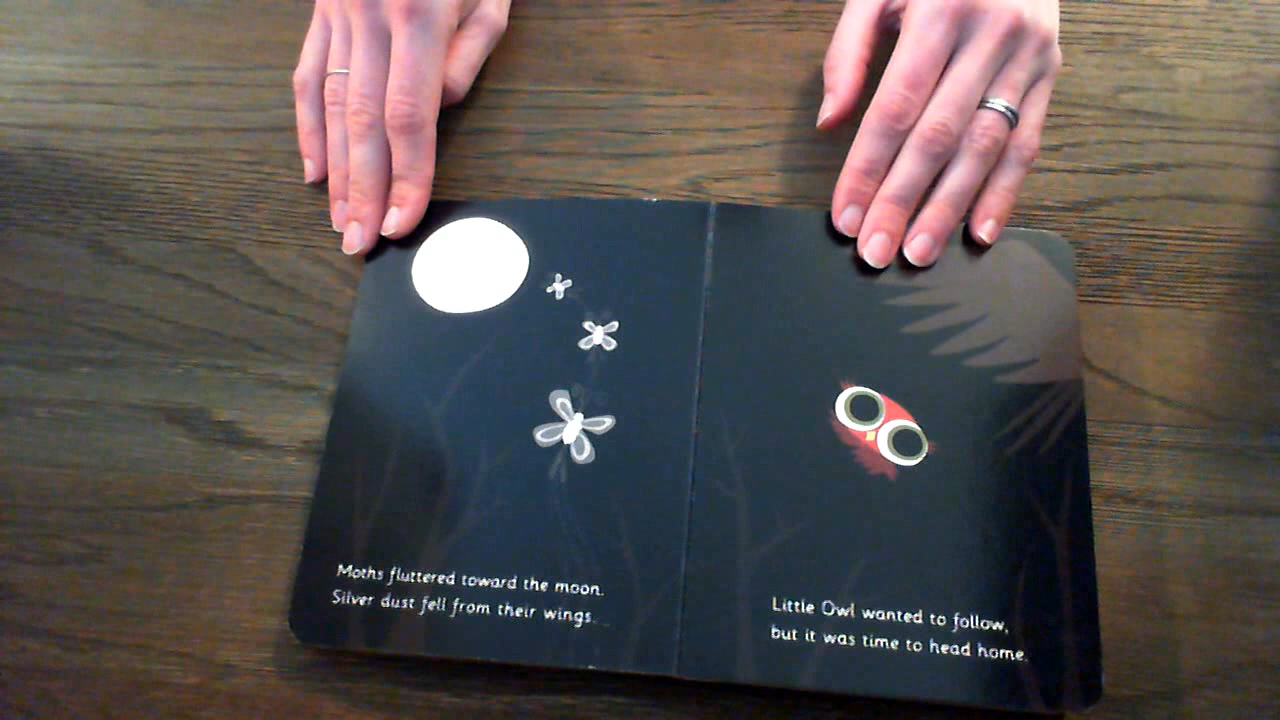 Moths fluttered toward the moon.
Silver dust fell from their wings.
Little Owl wanted to follow,
but it was time to head home.